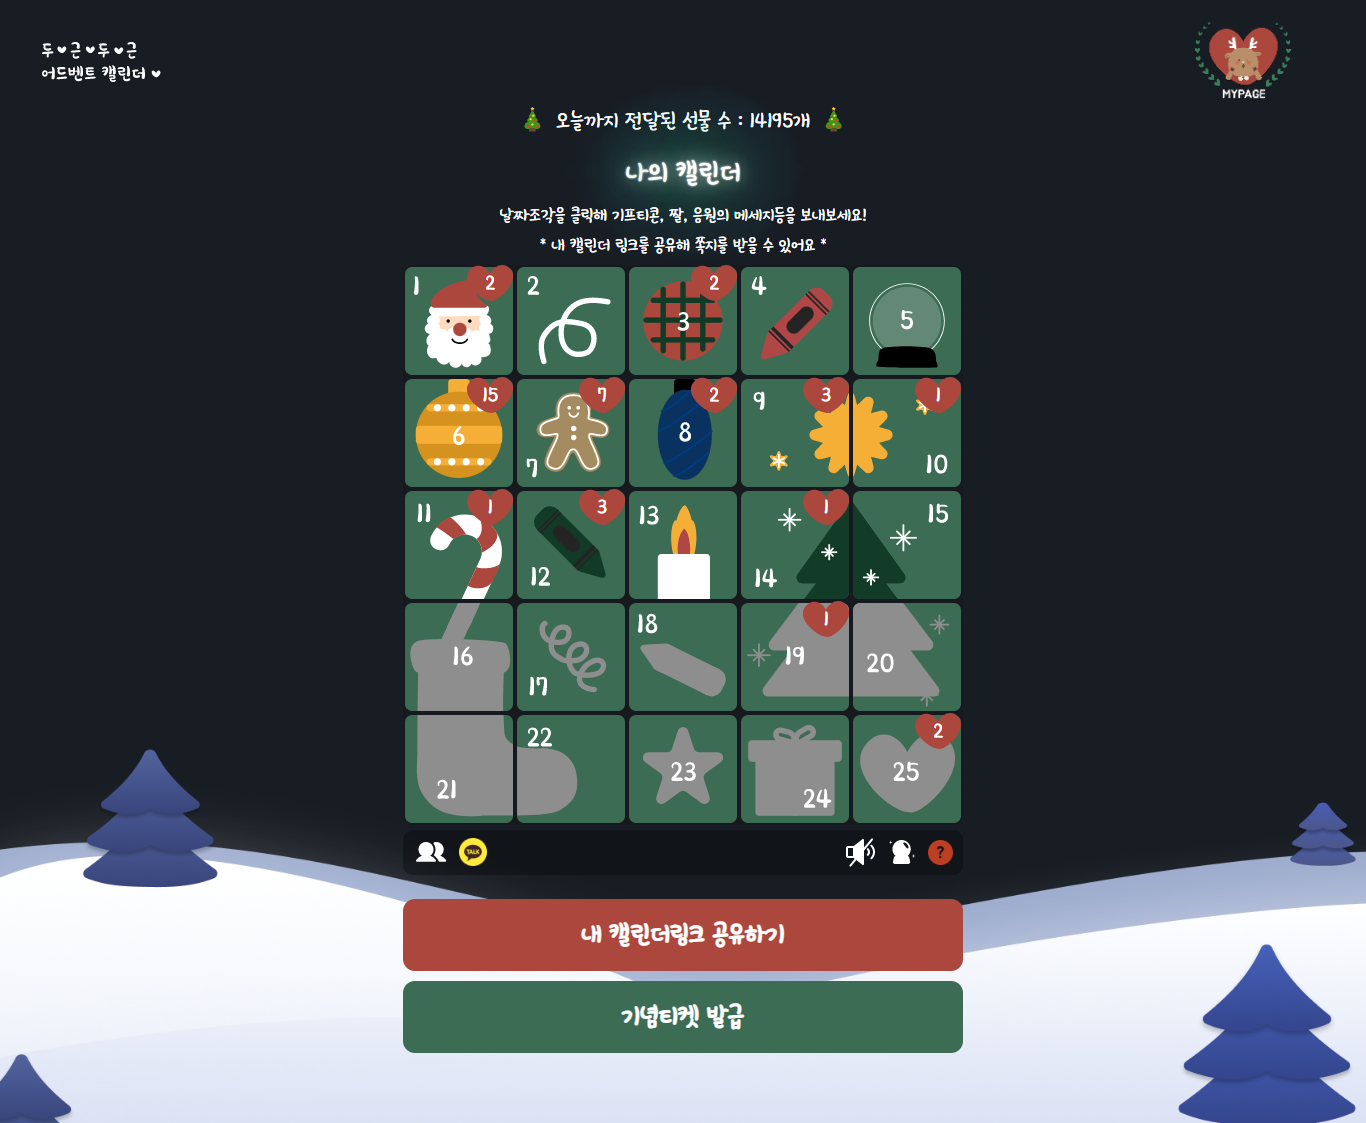 두♥근♥두♥근
어드벤트 캘린더♥
MYPAGE
🎄 오늘까지 전달된 선물 수 : 14195개 🎄
나의 캘린더
날짜조각을 클릭해 기프티콘, 짤, 응원의 메세지등을 보내보세요!
* 내 캘린더 링크를 공유해 쪽지를 받을 수 있어요 *
1 2 2 3 2 4 5
6 15 7 7 8 2 9 3 10 1
11 1 12 3 13 14 1 15
16 17 18 19 1 20
21 22 23 24 25 2
TALK ?
내 캘린더링크 공유하기
기념티켓 발급